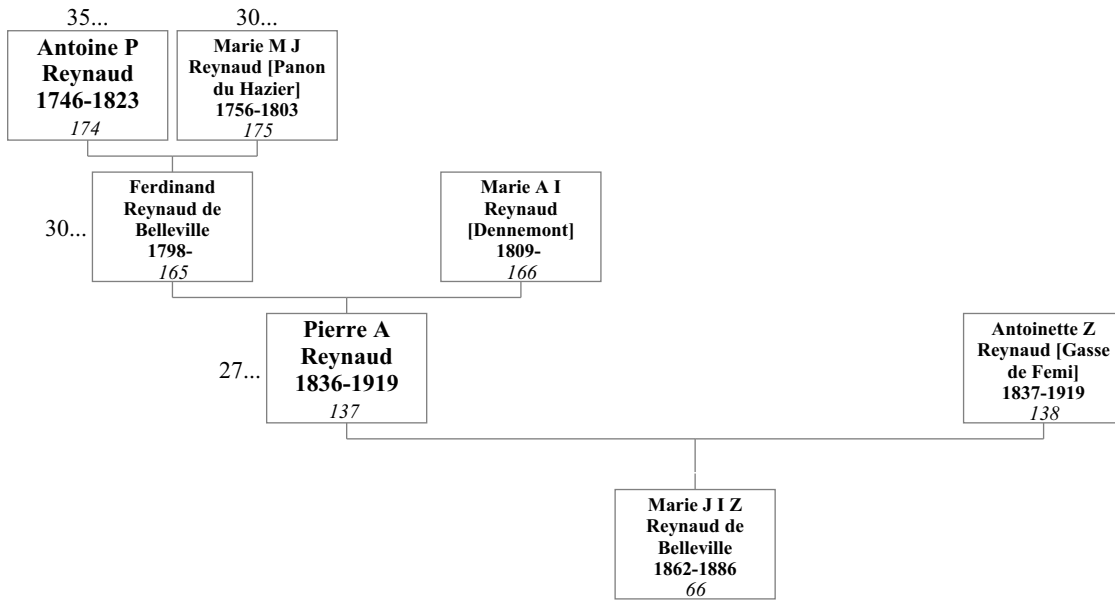 35...
30...
Antoine P
Reynaud
1746-1823
174
Marie M J
Reynaud [Panon
du Hazier]
1756-1803
175
30...
Ferdinand
Reynaud de
Belleville
1798-
165
Marie A I
Reynaud
[Dennemont]
1809-
166
27...
Pierre A
Reynaud
1836-1919
137
Antoinette Z
Reynaud [Gasse
de Femi]
1837-1919
138
Marie J I Z
Reynaud de
Belleville
1862-1886
66